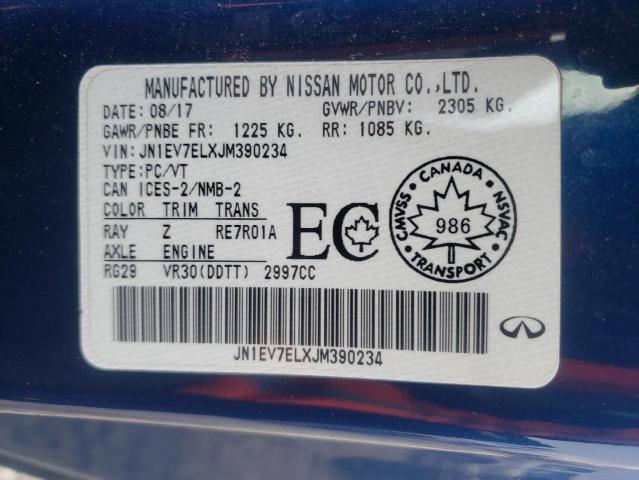 MANUFACTURED BY NISSAN MOTOR CO.,LTD.
DATE: 08/17 GVWR/PNBV: 2305 KG.
GAWR/PNBE FR: 1225 KG. RR: 1085 KG.
VIN: JN1EV7ELXJM390234
TYPE: PC/VT
CAN ICES-2/NMB-2
COLOR TRIM TRANS
RAY Z RE7R01A
AXLE ENGINE
RG29 VR30(DDTT) 2997CC
EC
CANADA
CMVSS
986
NSVAC
TRANSPORT
JN1EV7ELXJM390234